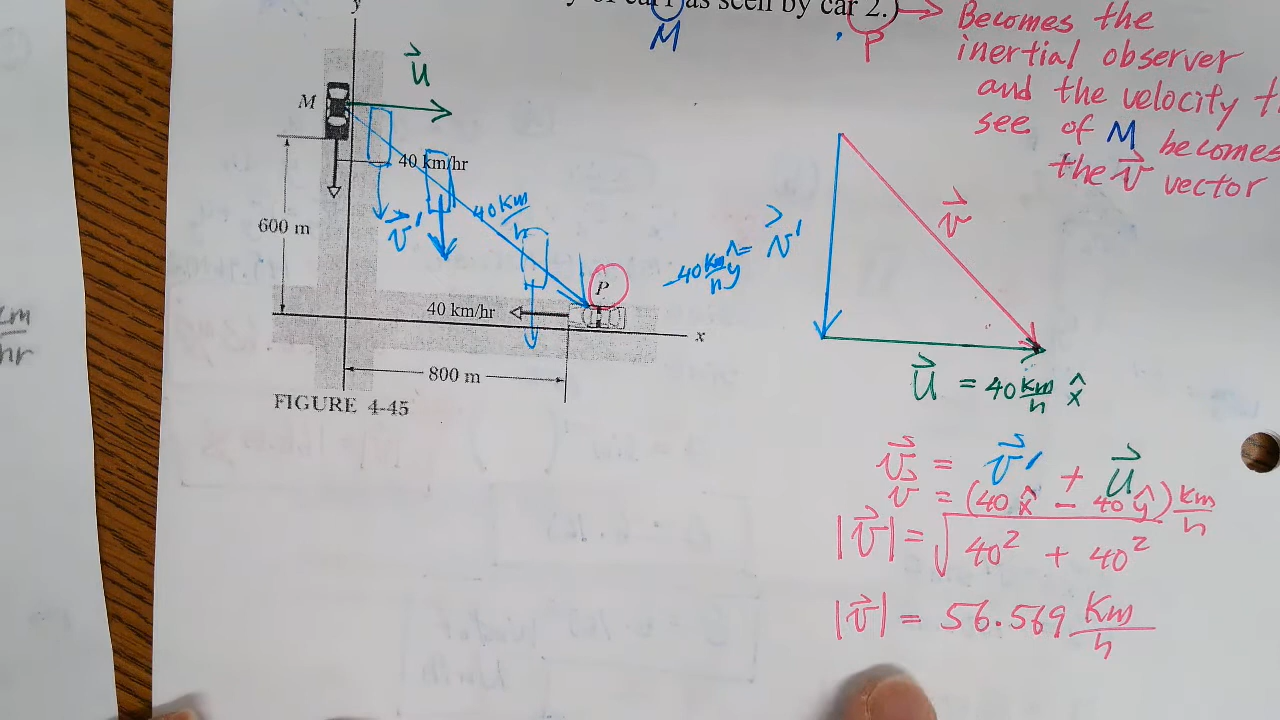 y of car 1 as seen by car 2.)
M
P
Becomes the
inertial observer
and the velocity
see of M becomes
the v⃗ vector
y
u⃗
M
40 km/hr
v⃗'
40 Km/h
600 m
P
40 km/hr
x
800 m
FIGURE 4-45
Km/hr
-40 Km/h ŷ = v⃗'
v⃗
u⃗ = 40 Km/h x̂
v⃗ = v⃗' + u⃗
v = (40 x̂ - 40 ŷ) Km/h
|v⃗| = √40² + 40²
|v⃗| = 56.569 Km/h